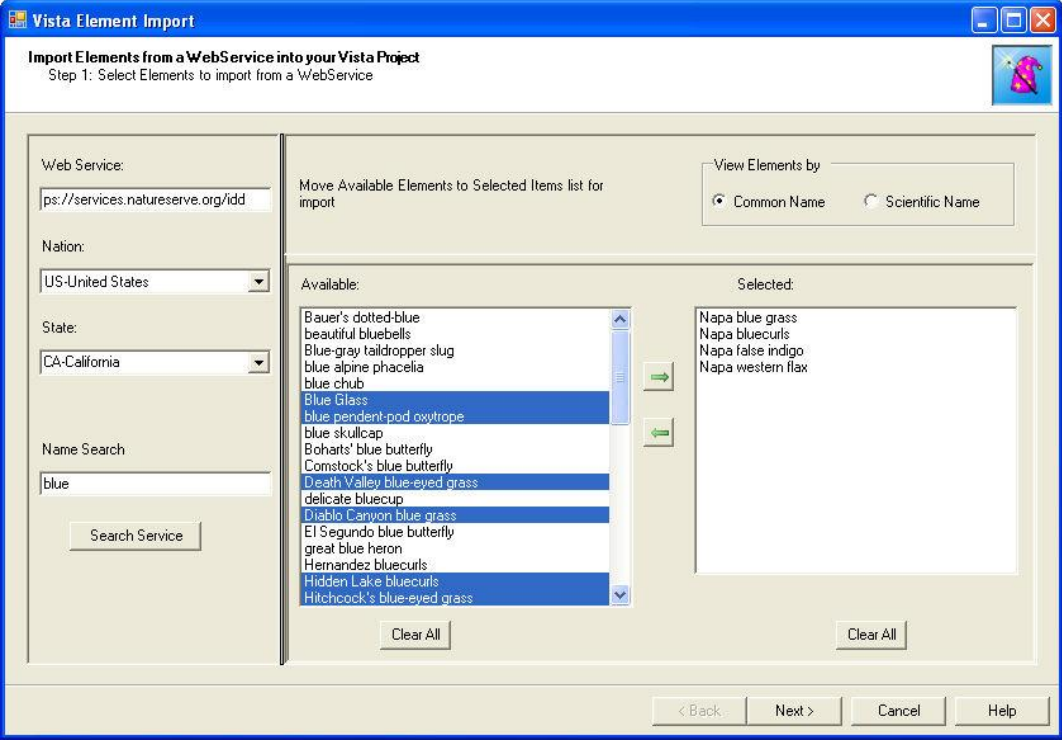 Vista Element Import
Import Elements from a WebService into your Vista Project
Step 1: Select Elements to import from a WebService
Web Service:
ps://services.natureserve.org/idd
Nation:
US-United States
State:
CA-California
Name Search
blue
Search Service
Move Available Elements to Selected Items list for
import
View Elements by
Common Name
Scientific Name
Available:
Bauer's dotted-blue
beautiful bluebells
Blue-gray taildropper slug
blue alpine phacelia
blue chub
Blue Glass
blue pendent-pod oxytrope
blue skullcap
Boharts' blue butterfly
Comstock's blue butterfly
Death Valley blue-eyed grass
delicate bluecup
Diablo Canyon blue grass
El Segundo blue butterfly
great blue heron
Hernandez bluecurls
Hidden Lake bluecurls
Hitchcock's blue-eyed grass
Clear All
Selected:
Napa blue grass
Napa bluecurls
Napa false indigo
Napa western flax
Clear All
< Back
Next >
Cancel
Help